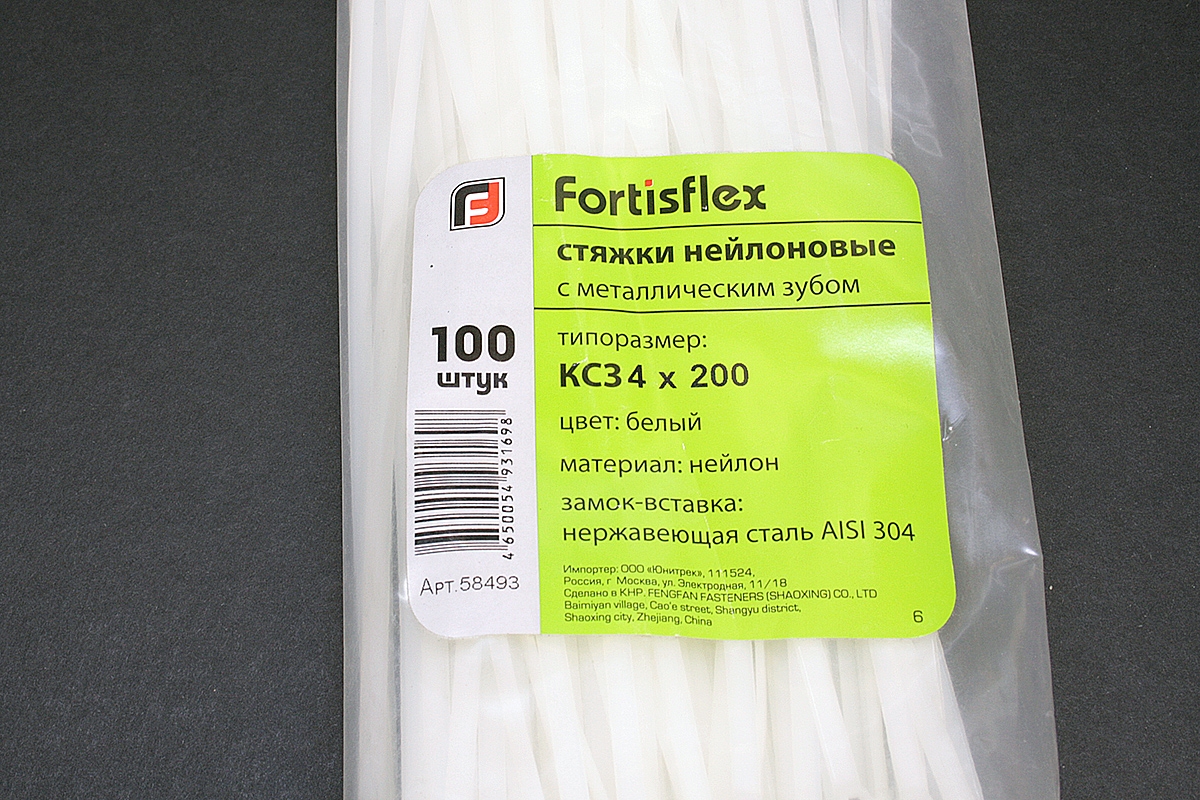 Fortisflex
стяжки нейлоновые
с металлическим зубом
100
штук
типоразмер:
КСЗ 4 x 200
цвет: белый
материал: нейлон
замок-вставка:
нержавеющая сталь AISI 304
4 650054 931698
Арт.58493
Импортер: ООО «Юнитрек», 111524,
Россия, г Москва, ул. Электродная, 11/18
Сделано в КНР. FENGFAN FASTENERS (SHAOXING) CO., LTD
Baimiyan village, Cao'e street, Shangyu district,
Shaoxing city, Zhejiang, China
6